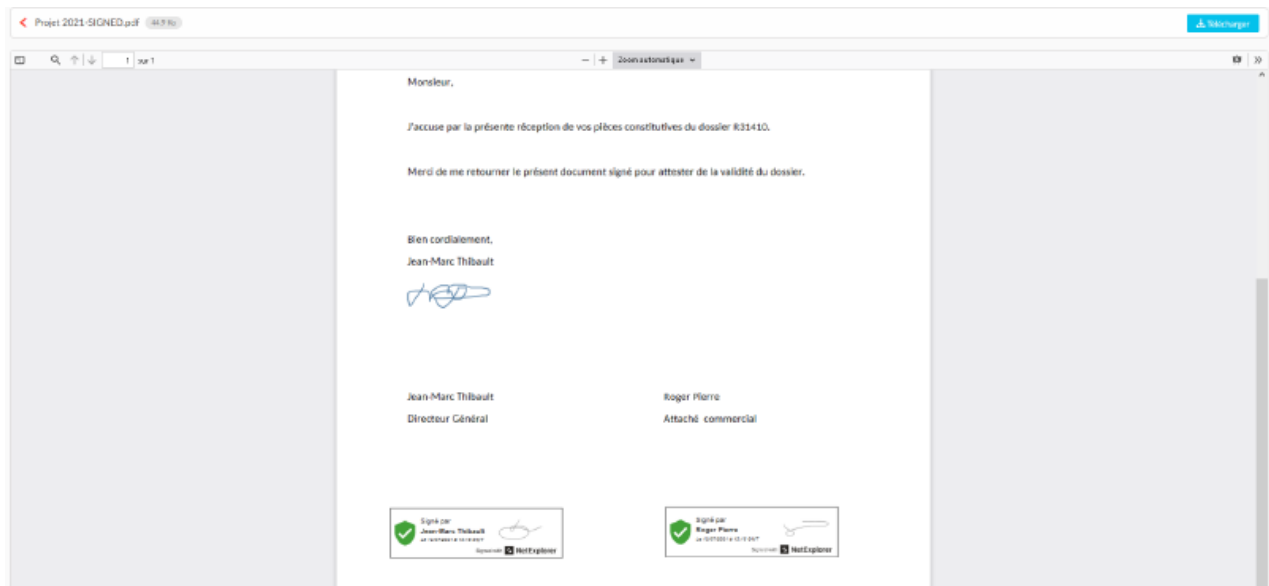 Projet 2021-SIGNED.pdf
Télécharger
1 sur 1
Zoom automatique
Monsieur,
J'accuse par la présente réception de vos pièces constitutives du dossier R31410.
Merci de me retourner le présent document signé pour attester de la validité du dossier.
Bien cordialement,
Jean-Marc Thibault
Jean-Marc Thibault Roger Pierre
Directeur Général Attaché commercial
Signé par
Jean-Marc Thibault
NetExplorer
Signé par
Roger Pierre
NetExplorer